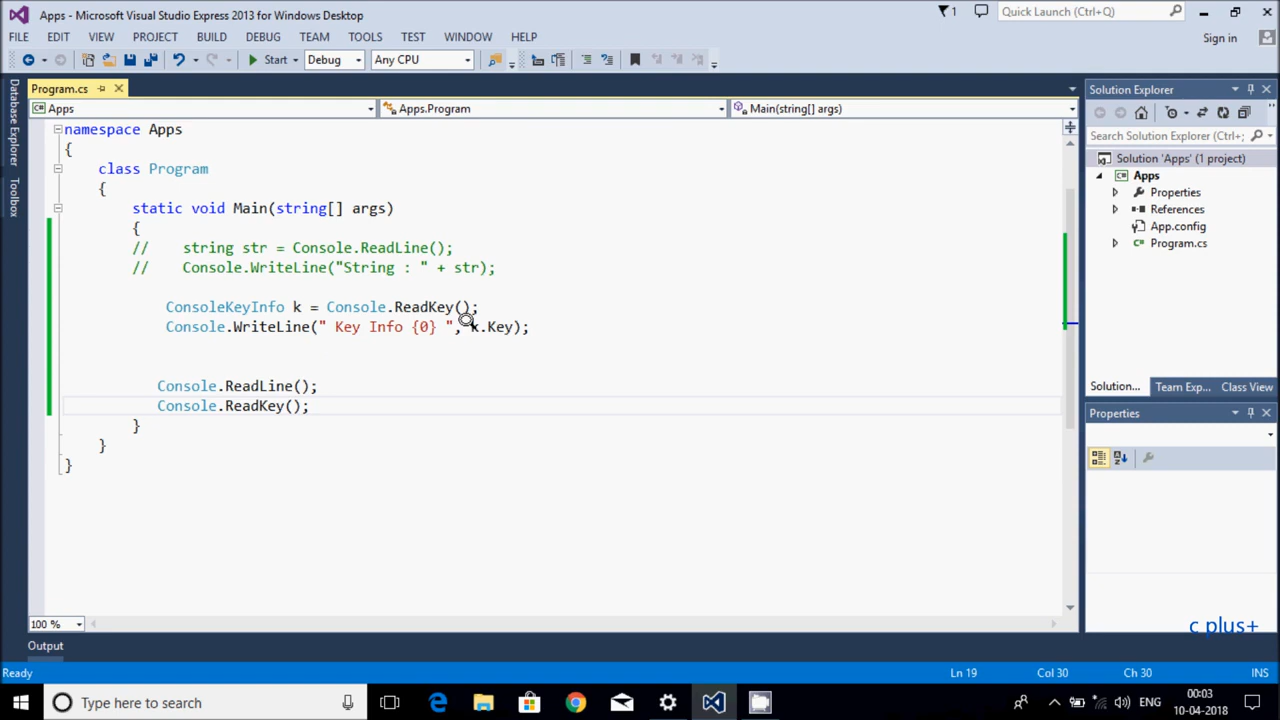 Apps - Microsoft Visual Studio Express 2013 for Windows Desktop
1
Quick Launch (Ctrl+Q)
FILE EDIT VIEW PROJECT BUILD DEBUG TEAM TOOLS TEST WINDOW HELP
Sign in
Start Debug Any CPU
Program.cs
Database Explorer
Toolbox
Apps Apps.Program Main(string[] args)
namespace Apps
{
class Program
{
static void Main(string[] args)
{
// string str = Console.ReadLine();
// Console.WriteLine("String : " + str);
ConsoleKeyInfo k = Console.ReadKey();
Console.WriteLine(" Key Info {0} ", k.Key);
Console.ReadLine();
Console.ReadKey();
}
}
}
100 %
Solution Explorer
Search Solution Explorer (Ctrl+;
Solution 'Apps' (1 project)
Apps
Properties
References
App.config
Program.cs
Solution... Team Exp... Class View
Properties
c plus+
Output
Ready Ln 19 Col 30 Ch 30 INS
Type here to search
ENG
00:03
10-04-2018